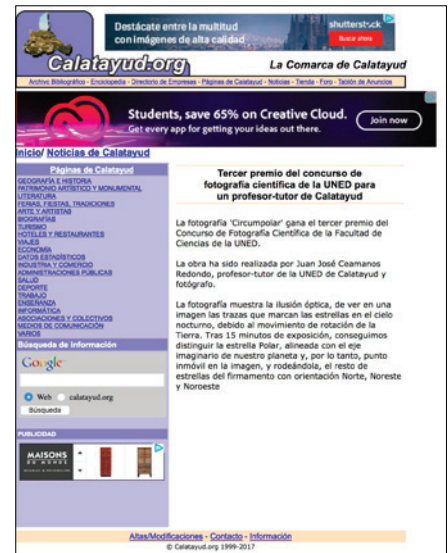 Destácate entre la multitud
con imágenes de alta calidad
shutterstock
Buscar ahora
Calatayud.org
La Comarca de Calatayud
Archivo Bibliográfico - Enciclopedia - Directorio de Empresas - Páginas de Calatayud - Noticias - Tienda - Foro - Tablón de Anuncios
Students, save 65% on Creative Cloud.
Get every app for getting your ideas out there.
Join now
Inicio/ Noticias de Calatayud
Páginas de Calatayud
GEOGRAFÍA E HISTORIA
PATRIMONIO ARTÍSTICO Y MONUMENTAL
LITERATURA
FERIAS, FIESTAS, TRADICIONES
ARTE Y ARTISTAS
BIOGRAFÍAS
TURISMO
HOTELES Y RESTAURANTES
VIAJES
ECONOMÍA
DATOS ESTADÍSTICOS
INDUSTRIA Y COMERCIO
ADMINISTRACIONES PÚBLICAS
SALUD
DEPORTE
TRABAJO
ENSEÑANZA
INFORMÁTICA
ASOCIACIONES Y COLECTIVOS
MEDIOS DE COMUNICACIÓN
VARIOS
Búsqueda de información
Google
Web
calatayud.org
Búsqueda
PUBLICIDAD
MAISONS
DU MONDE
Tercer premio del concurso de
fotografía científica de la UNED para
un profesor-tutor de Calatayud
La fotografía 'Circumpolar' gana el tercer premio del
Concurso de Fotografía Científica de la Facultad de
Ciencias de la UNED.
La obra ha sido realizada por Juan José Ceamanos
Redondo, profesor-tutor de la UNED de Calatayud y
fotógrafo.
La fotografía muestra la ilusión óptica, de ver en una
imagen las trazas que marcan las estrellas en el cielo
nocturno, debido al movimiento de rotación de la
Tierra. Tras 15 minutos de exposición, conseguimos
distinguir la estrella Polar, alineada con el eje
imaginario de nuestro planeta y, por lo tanto, punto
inmóvil en la imagen, y rodeándola, el resto de
estrellas del firmamento con orientación Norte, Noreste
y Noroeste
Altas/Modificaciones - Contacto - Información
© Calatayud.org 1999-2017